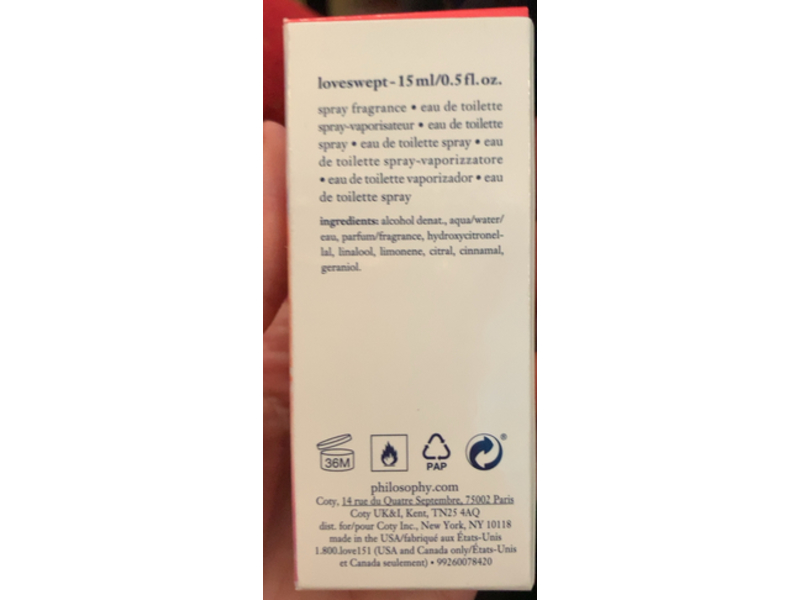 loveswept - 15 ml/0.5 fl. oz.
spray fragrance • eau de toilette
spray-vaporisateur • eau de toilette
spray • eau de toilette spray • eau
de toilette spray-vaporizzatore
• eau de toilette vaporizador • eau
de toilette spray
ingredients: alcohol denat., aqua/water/
eau, parfum/fragrance, hydroxycitronel-
lal, linalool, limonene, citral, cinnamal,
geraniol.
36M
PAP
®
philosophy.com
Coty, 14 rue du Quatre Septembre, 75002 Paris
Coty UK&I, Kent, TN25 4AQ
dist. for/pour Coty Inc., New York, NY 10118
made in the USA/fabriqué aux États-Unis
1.800.love151 (USA and Canada only/États-Unis
et Canada seulement) • 99260078420